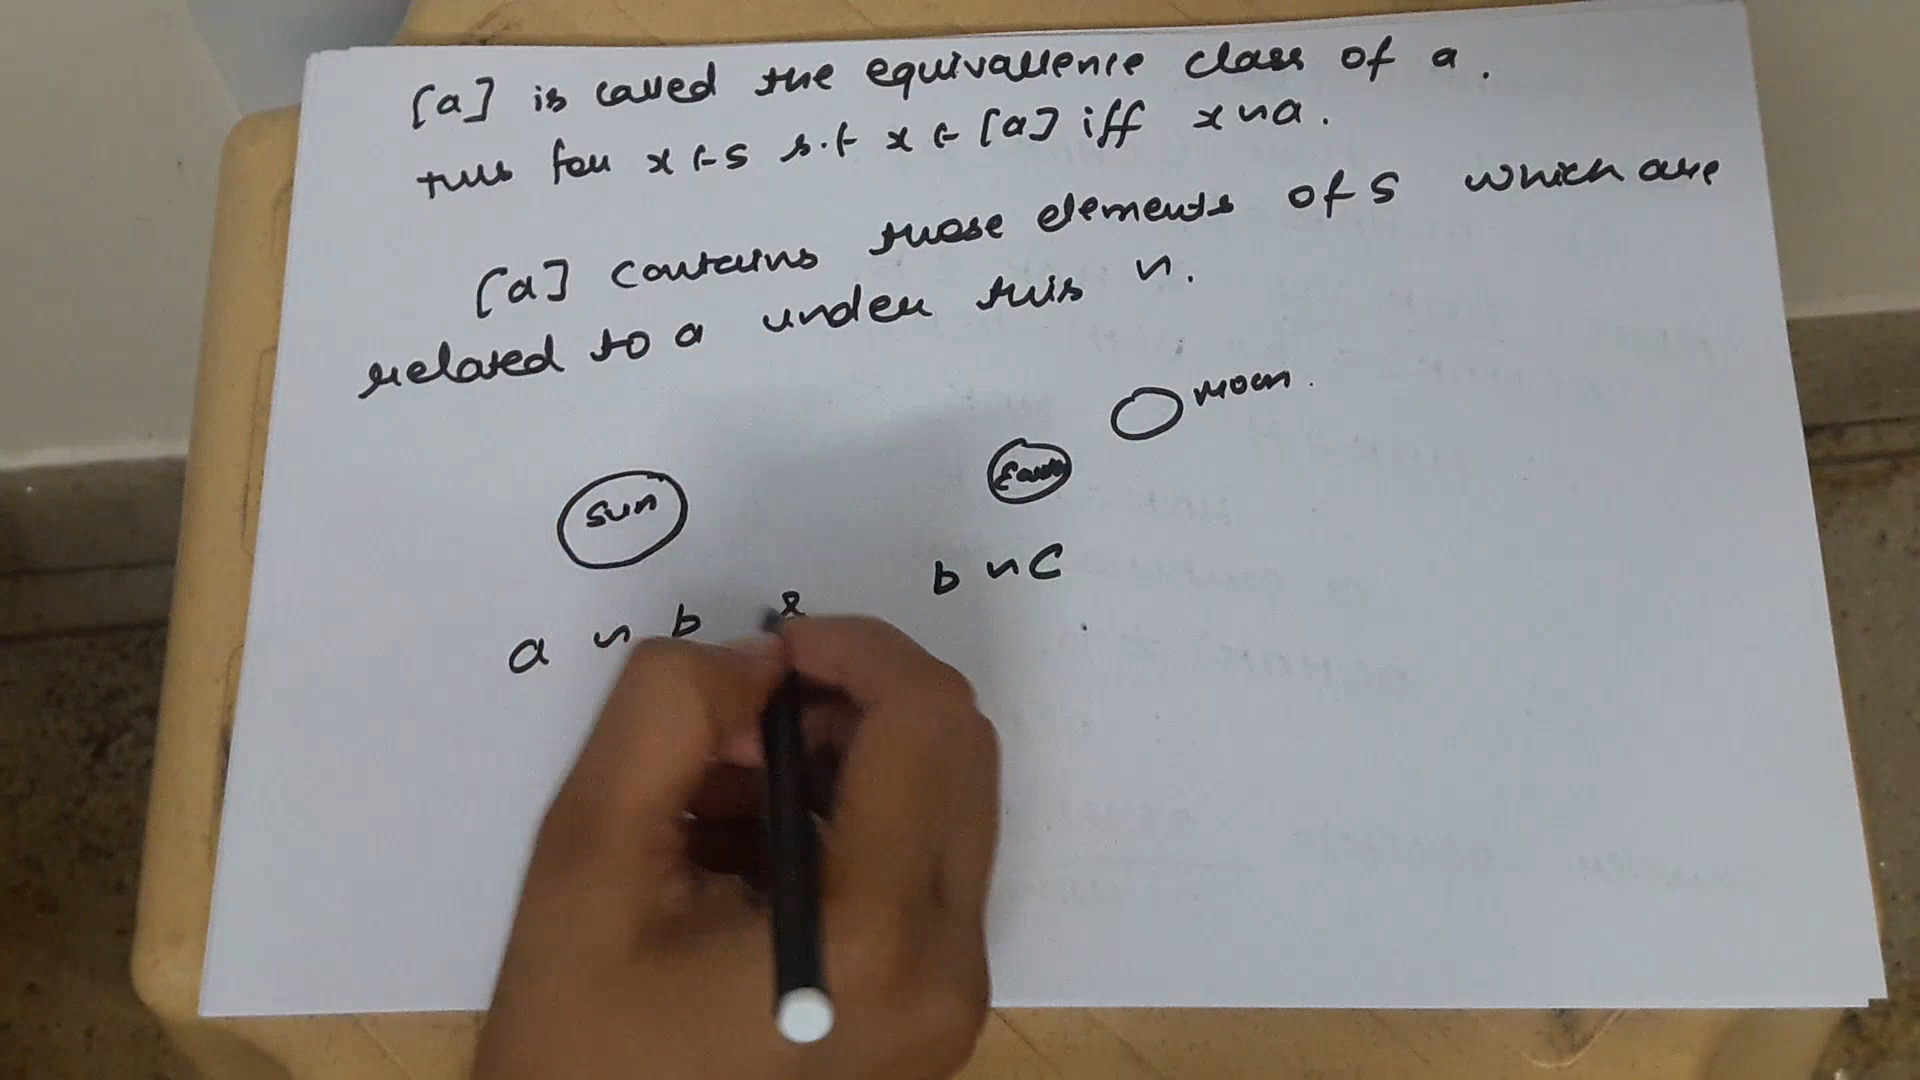 [a] is called the equivalence class of a.
thus for x ∈ S s.t x ∈ [a] iff x ~ a.
[a] contains those elements of S which are
related to a under this ~.
moon.
Sun
Earth
a ~ b & b ~ C